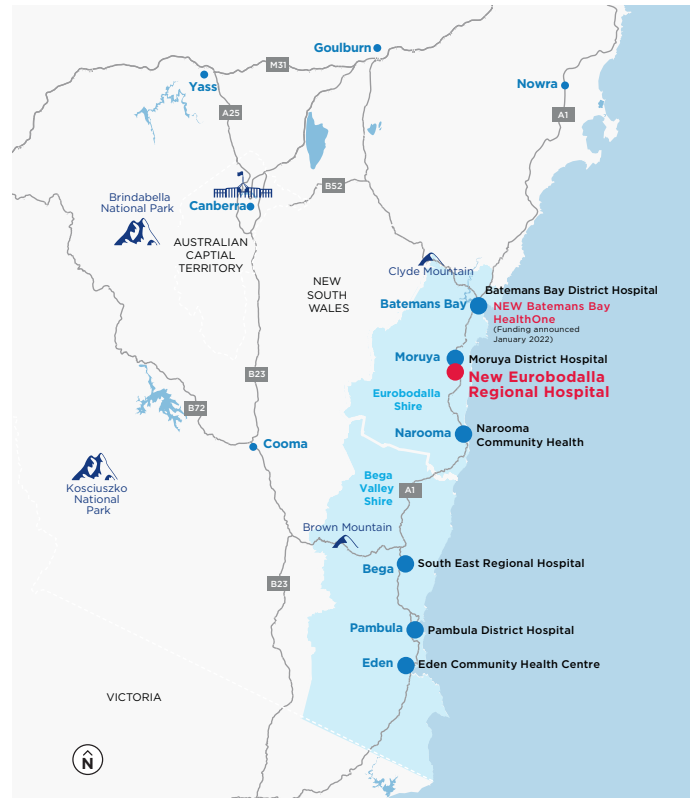 Goulburn
M31
Yass
Nowra
A25
A1
B52
Brindabella
National Park
Canberra
AUSTRALIAN
CAPTIAL
TERRITORY
Clyde Mountain
NEW
SOUTH
WALES
Batemans Bay District Hospital
Batemans Bay
NEW Batemans Bay
HealthOne
(Funding announced
January 2022)
Moruya
Moruya District Hospital
New Eurobodalla
Regional Hospital
B23
Eurobodalla
Shire
B72
Narooma
Narooma
Community Health
Cooma
Bega
Valley
Shire
A1
Kosciuszko
National
Park
Brown Mountain
Bega
South East Regional Hospital
B23
Pambula
Pambula District Hospital
Eden
Eden Community Health Centre
VICTORIA
N